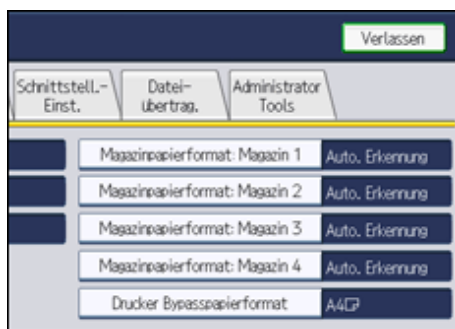 Verlassen
Schnittstell.-
Einst.
Datei-
übertrag.
Administrator
Tools
Magazinpapierformat: Magazin 1 Auto. Erkennung
Magazinpapierformat: Magazin 2 Auto. Erkennung
Magazinpapierformat: Magazin 3 Auto. Erkennung
Magazinpapierformat: Magazin 4 Auto. Erkennung
Drucker Bypasspapierformat A4